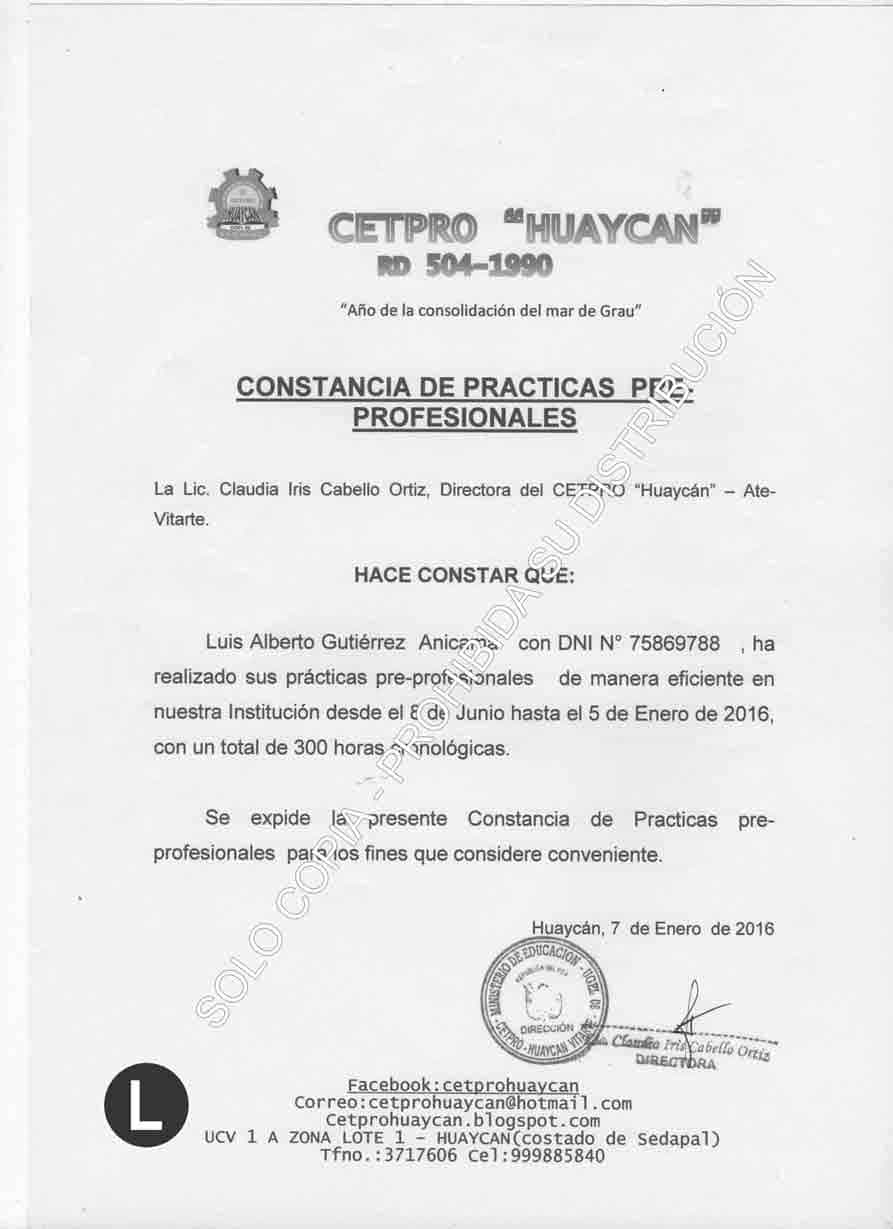 HUAYCAN
CETPRO “HUAYCAN”
RD 504-1990
“Año de la consolidación del mar de Grau”
CONSTANCIA DE PRACTICAS PRE-
PROFESIONALES
La Lic. Claudia Iris Cabello Ortiz, Directora del CETPRO “Huaycán” – Ate-
Vitarte.
HACE CONSTAR QUE:
Luis Alberto Gutiérrez Anicama con DNI N° 75869788 , ha
realizado sus prácticas pre-profesionales de manera eficiente en
nuestra Institución desde el 8 de Junio hasta el 5 de Enero de 2016,
con un total de 300 horas cronológicas.
Se expide la presente Constancia de Practicas pre-
profesionales para los fines que considere conveniente.
Huaycán, 7 de Enero de 2016
SOLO COPIA - PROHIBIDA SU DISTRIBUCIÓN
MINISTERIO DE EDUCACION - UGEL 06
REPUBLICA DEL PERU
DIRECCIÓN
CETPRO - HUAYCAN VITARTE
Claudia Iris Cabello Ortiz
DIRECTORA
L
Facebook:cetprohuaycan
Correo:cetprohuaycan@hotmail.com
Cetprohuaycan.blogspot.com
UCV 1 A ZONA LOTE 1 – HUAYCAN(costado de Sedapal)
Tfno.:3717606 Cel:999885840